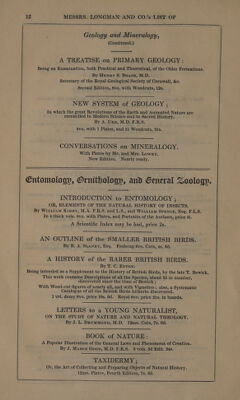 12 MESSRS. LONGMAN AND CO.'S LIST OF
Geology and Mineralogy,
(Continued.)
A TREATISE on PRIMARY GEOLOGY:
Being an Examination, both Practical and Theoretical, of the Older Formations.
By HENRY S. BOASE, M.D.
Secretary of the Royal Geological Society of Cornwall, &c.
Second Edition, 8vo. with Woodcuts, 12s.
NEW SYSTEM of GEOLOGY;
In which the great Revolutions of the Earth and Animated Nature are
reconciled to Modern Science and to Sacred History.
By A. URE, M.D. F.R.S.
8vo. with 7 Plates, and 51 Woodcuts, 21s.
CONVERSATIONS on MINERALOGY.
With Plates by Mr. and Mrs. LOWRY.
New Edition. Nearly ready.
Entomology, Ornithology, and General Zoology.
INTRODUCTION to ENTOMOLOGY;
OR, ELEMENTS OF THE NATURAL HISTORY OF INSECTS.
By WILLIAM KIRBY, M.A. F.R.S. and L.S., and WILLIAM SPENCE, Esq. F.L.S.
In 4 thick vols. 8vo. with Plates, and Portraits of the Authors, price 4l.
A Scientific Index may be had, price 2s.
AN OUTLINE of the SMALLER BRITISH BIRDS.
By R. A. SLANEY, Esq. Foolscap 8vo. Cuts, 4s. 6d.
A HISTORY of the RARER BRITISH BIRDS.
By T. C. EYTON.
Being intended as a Supplement to the History of British Birds, by the late T. Bewick.
This work contains Descriptions of all the Species, about 35 in number,
discovered since the time of Bewick;
With Wood-cut figures of nearly all, and with Vignettes; also, a Systematic
Catalogue of all the British Birds hitherto discovered.
1 vol. demy 8vo. price 10s. 6d. Royal 8vo. price 21s. in boards.
LETTERS to a YOUNG NATURALIST,
ON THE STUDY OF NATURE AND NATURAL THEOLOGY.
By J. L. DRUMMOND, M.D. 12mo. Cuts, 7s. 6d.
BOOK of NATURE:
A Popular Illustration of the General Laws and Phenomena of Creation.
By J. MASON GOOD, M.D. F.R.S. 3 vols. 3d Edit. 24s.
TAXIDERMY;
Or, the Art of Collecting and Preparing Objects of Natural History.
12mo. Plates, Fourth Edition, 7s. 6d.